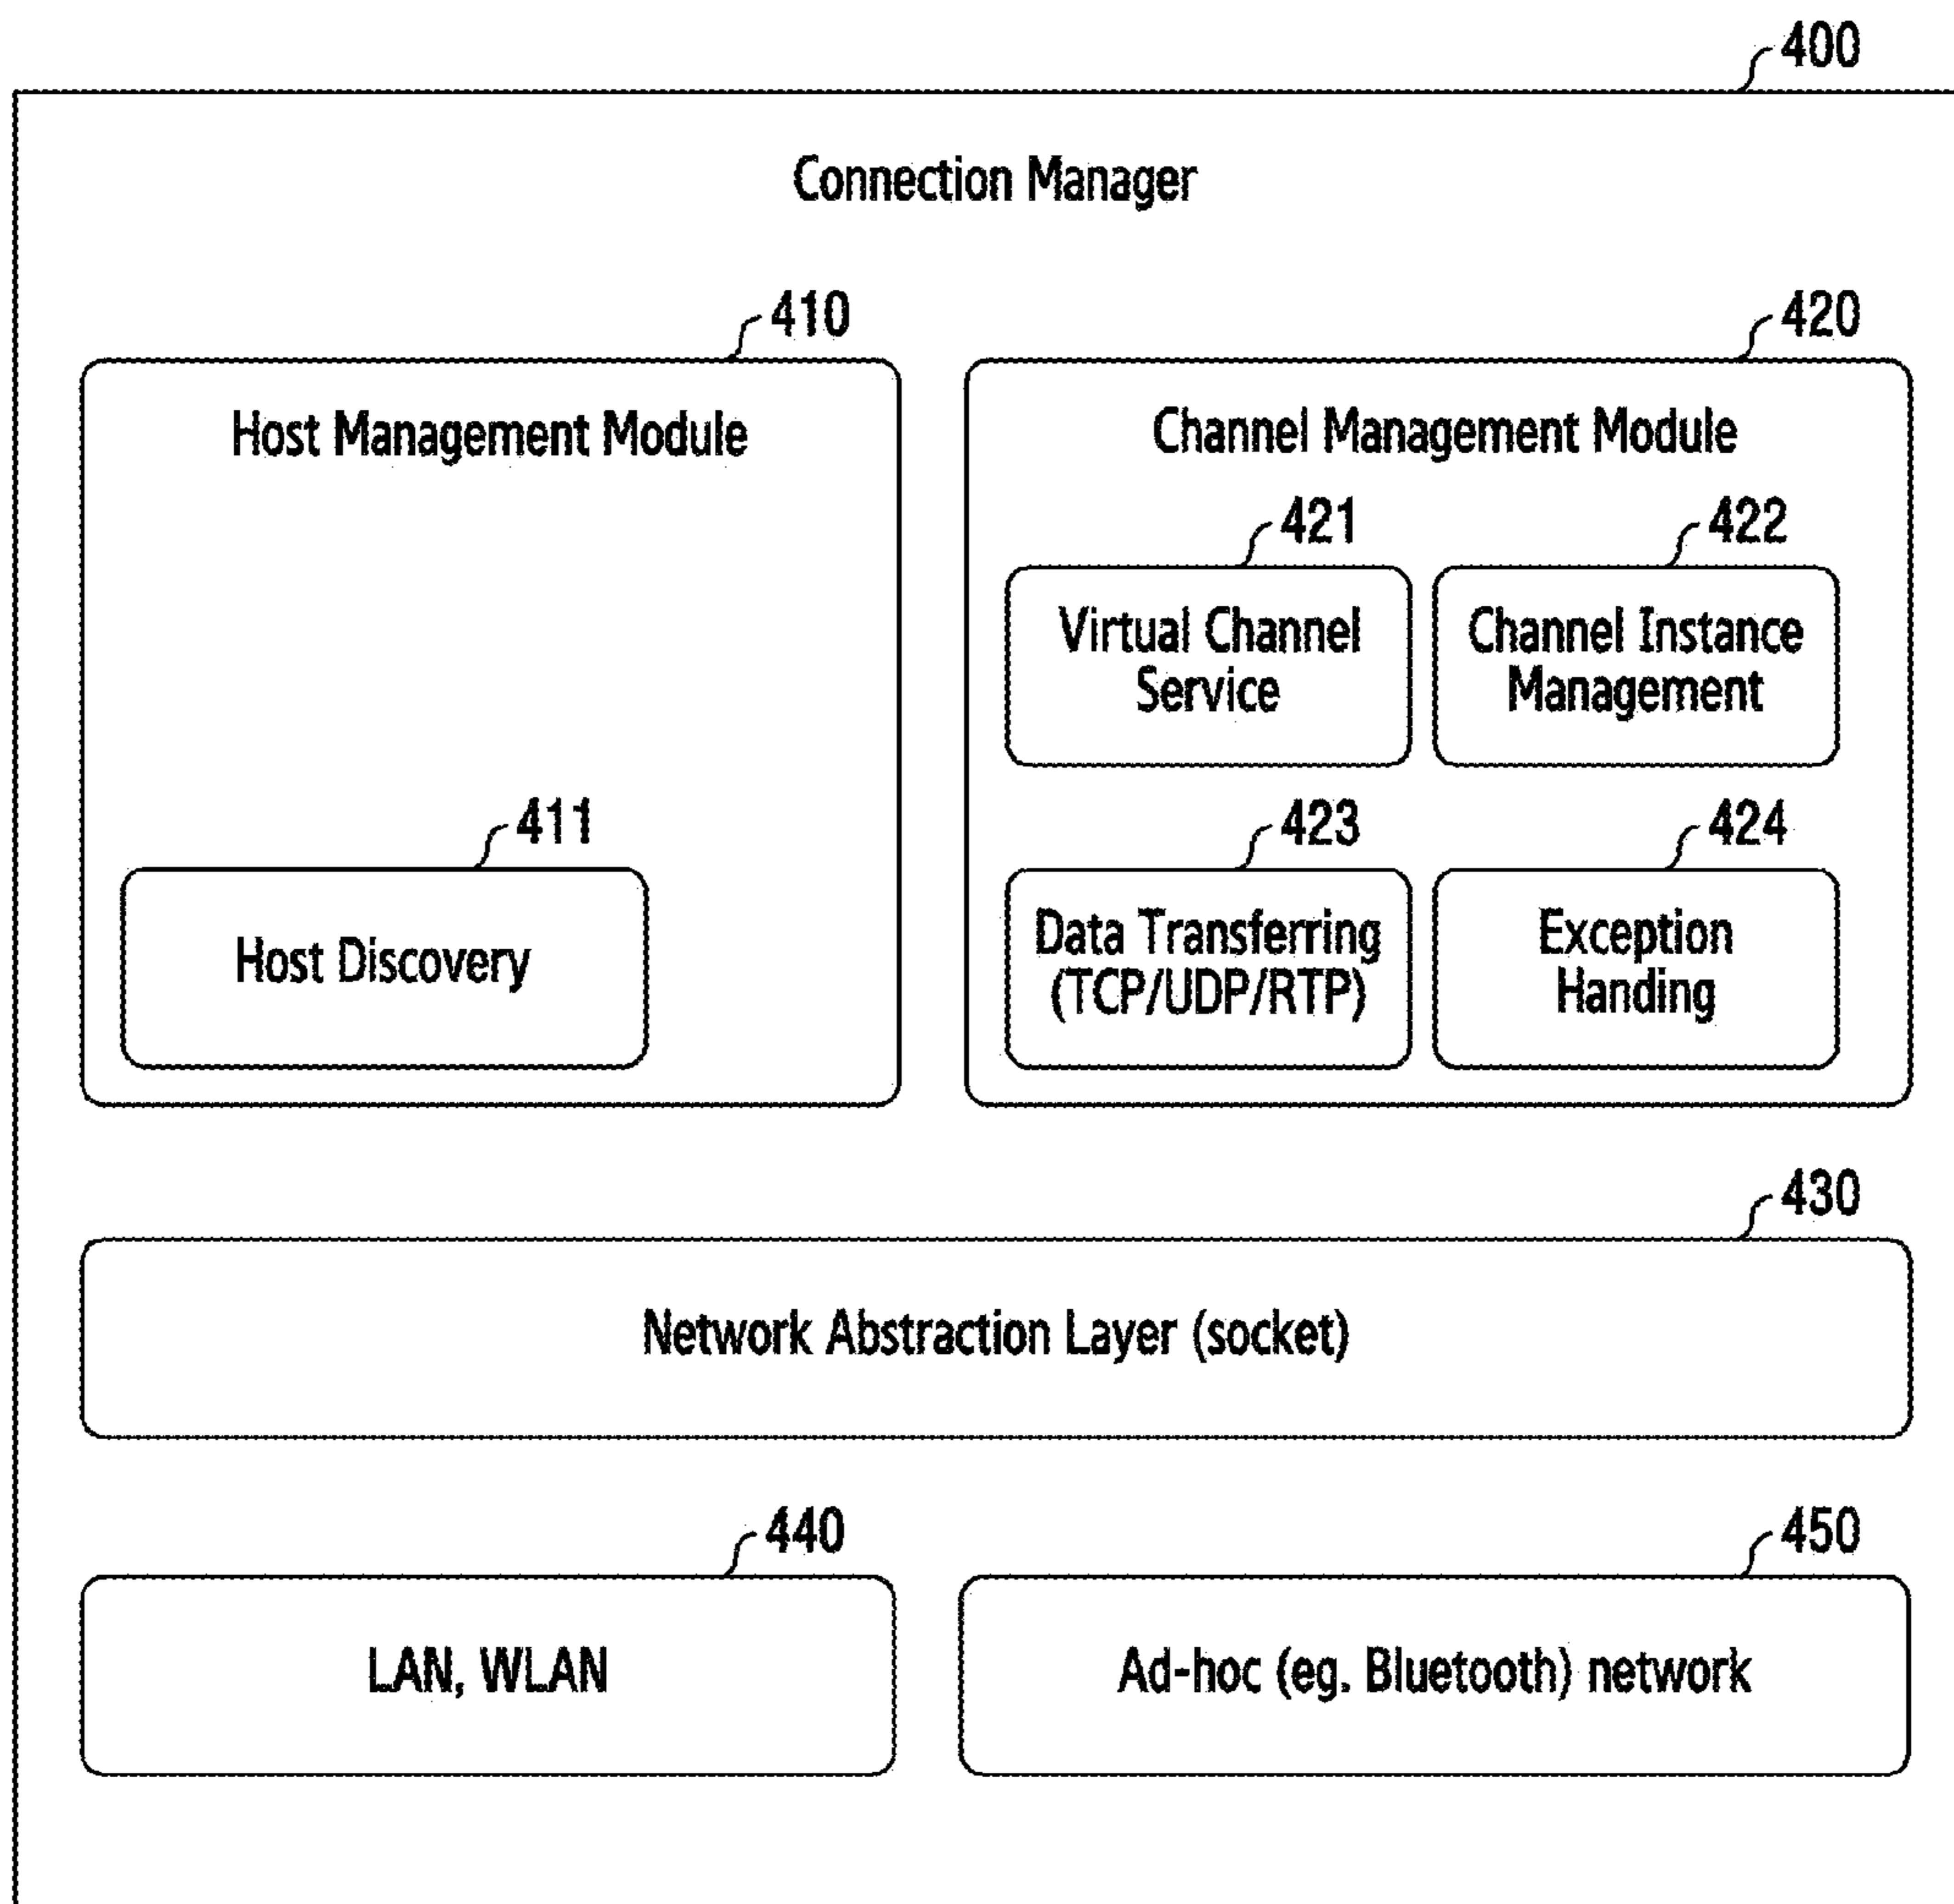 400
Connection Manager
410
420
Host Management Module
Channel Management Module
421
422
Virtual Channel
Service
Channel Instance
Management
411
423
424
Host Discovery
Data Transferring
(TCP/UDP/RTP)
Exception
Handing
430
Network Abstraction Layer (socket)
440
450
LAN, WLAN
Ad-hoc (eg. Bluetooth) network